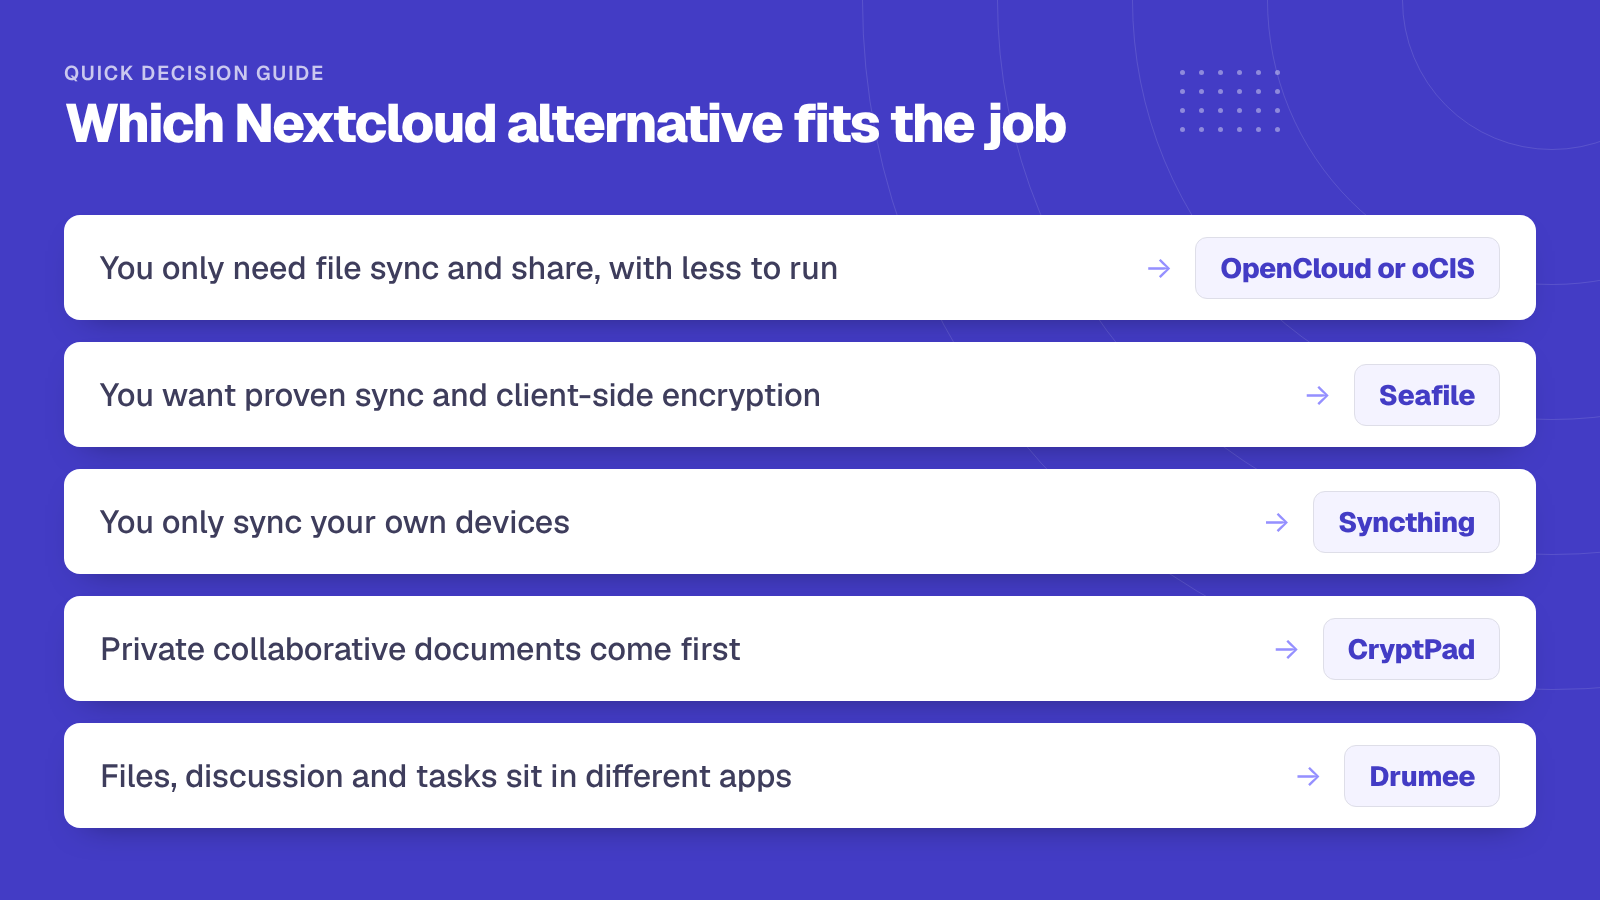 QUICK DECISION GUIDE
Which Nextcloud alternative fits the job
You only need file sync and share, with less to run → OpenCloud or oCIS
You want proven sync and client-side encryption → Seafile
You only sync your own devices → Syncthing
Private collaborative documents come first → CryptPad
Files, discussion and tasks sit in different apps → Drumee